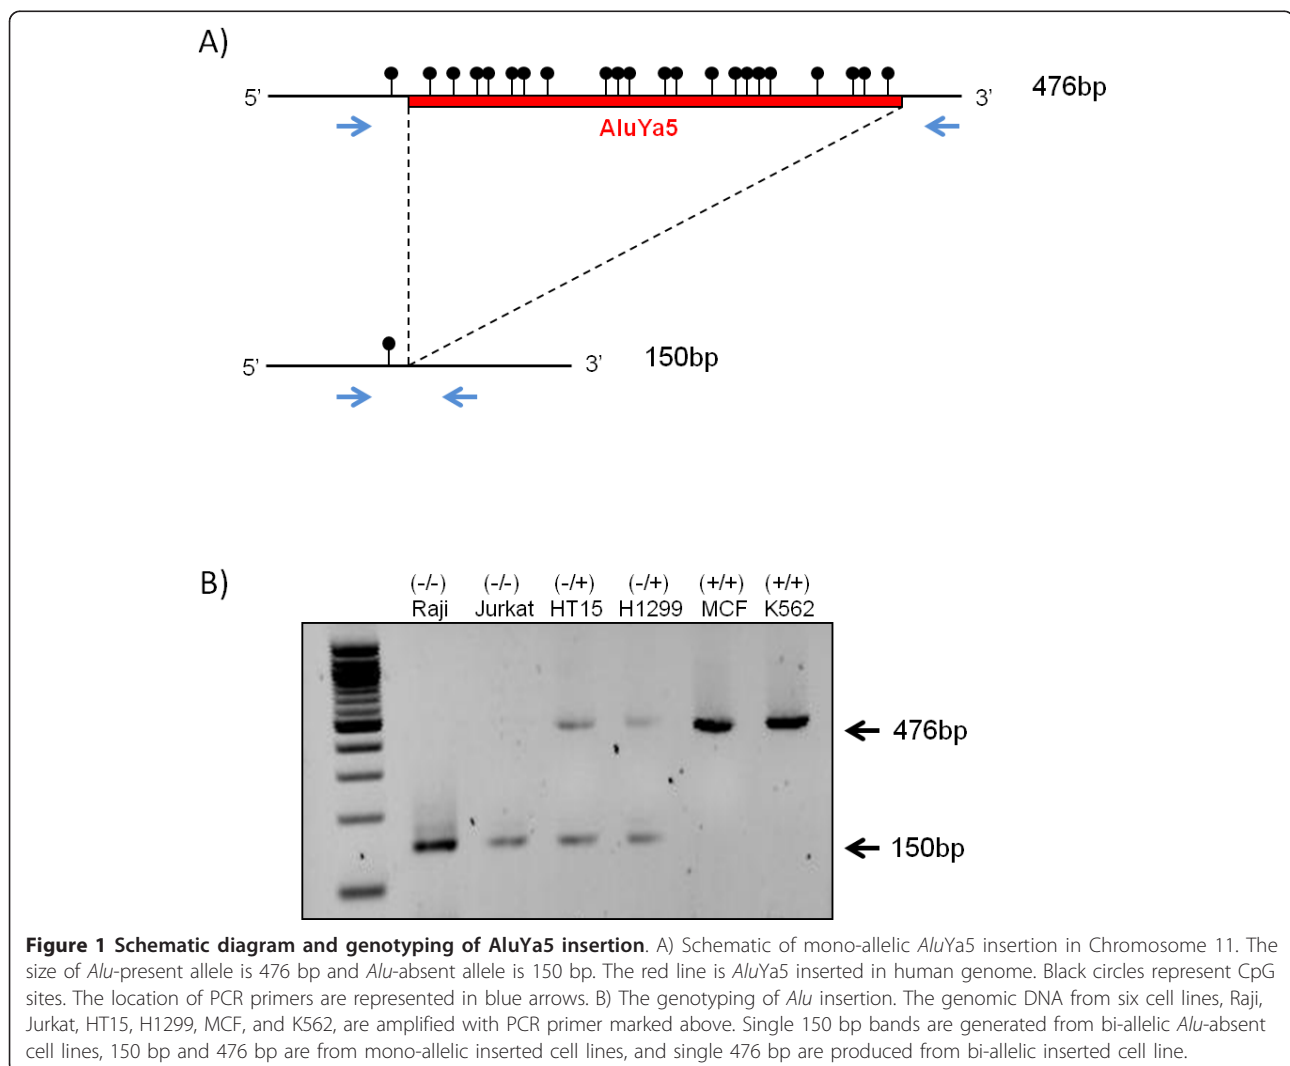 A)
5’ 3’ 476bp
AluYa5
5’ 3’ 150bp
B)
(-/-) (-/-) (-/+) (-/+) (+/+) (+/+)
Raji Jurkat HT15 H1299 MCF K562
476bp
150bp
Figure 1 Schematic diagram and genotyping of AluYa5 insertion. A) Schematic of mono-allelic AluYa5 insertion in Chromosome 11. The
size of Alu-present allele is 476 bp and Alu-absent allele is 150 bp. The red line is AluYa5 inserted in human genome. Black circles represent CpG
sites. The location of PCR primers are represented in blue arrows. B) The genotyping of Alu insertion. The genomic DNA from six cell lines, Raji,
Jurkat, HT15, H1299, MCF, and K562, are amplified with PCR primer marked above. Single 150 bp bands are generated from bi-allelic Alu-absent
cell lines, 150 bp and 476 bp are from mono-allelic inserted cell lines, and single 476 bp are produced from bi-allelic inserted cell line.